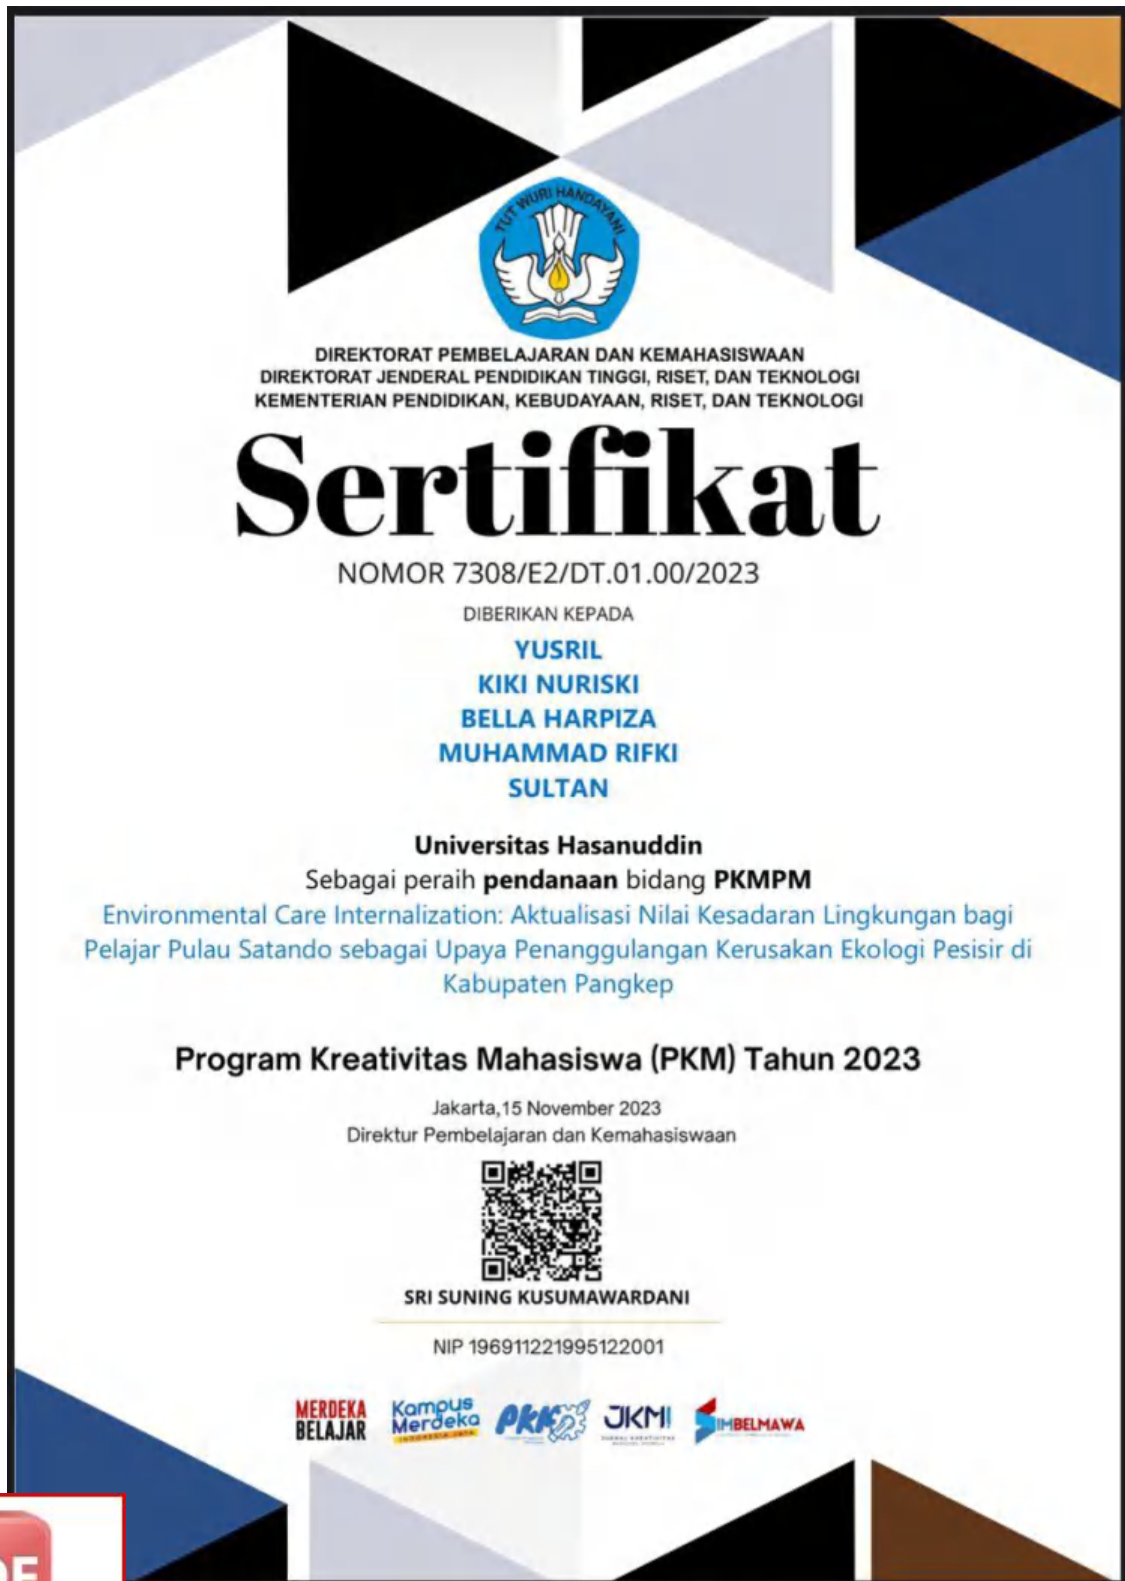 TUT WURI HANDAYANI
DIREKTORAT PEMBELAJARAN DAN KEMAHASISWAAN
DIREKTORAT JENDERAL PENDIDIKAN TINGGI, RISET, DAN TEKNOLOGI
KEMENTERIAN PENDIDIKAN, KEBUDAYAAN, RISET, DAN TEKNOLOGI
Sertifikat
NOMOR 7308/E2/DT.01.00/2023
DIBERIKAN KEPADA
YUSRIL
KIKI NURISKI
BELLA HARPIZA
MUHAMMAD RIFKI
SULTAN
Universitas Hasanuddin
Sebagai peraih pendanaan bidang PKMPM
Environmental Care Internalization: Aktualisasi Nilai Kesadaran Lingkungan bagi
Pelajar Pulau Satando sebagai Upaya Penanggulangan Kerusakan Ekologi Pesisir di
Kabupaten Pangkep
Program Kreativitas Mahasiswa (PKM) Tahun 2023
Jakarta,15 November 2023
Direktur Pembelajaran dan Kemahasiswaan
SRI SUNING KUSUMAWARDANI
NIP 196911221995122001
MERDEKA
BELAJAR
Kampus
Merdeka
INDONESIA JAYA
PKM
JKMI
SIMBELMAWA